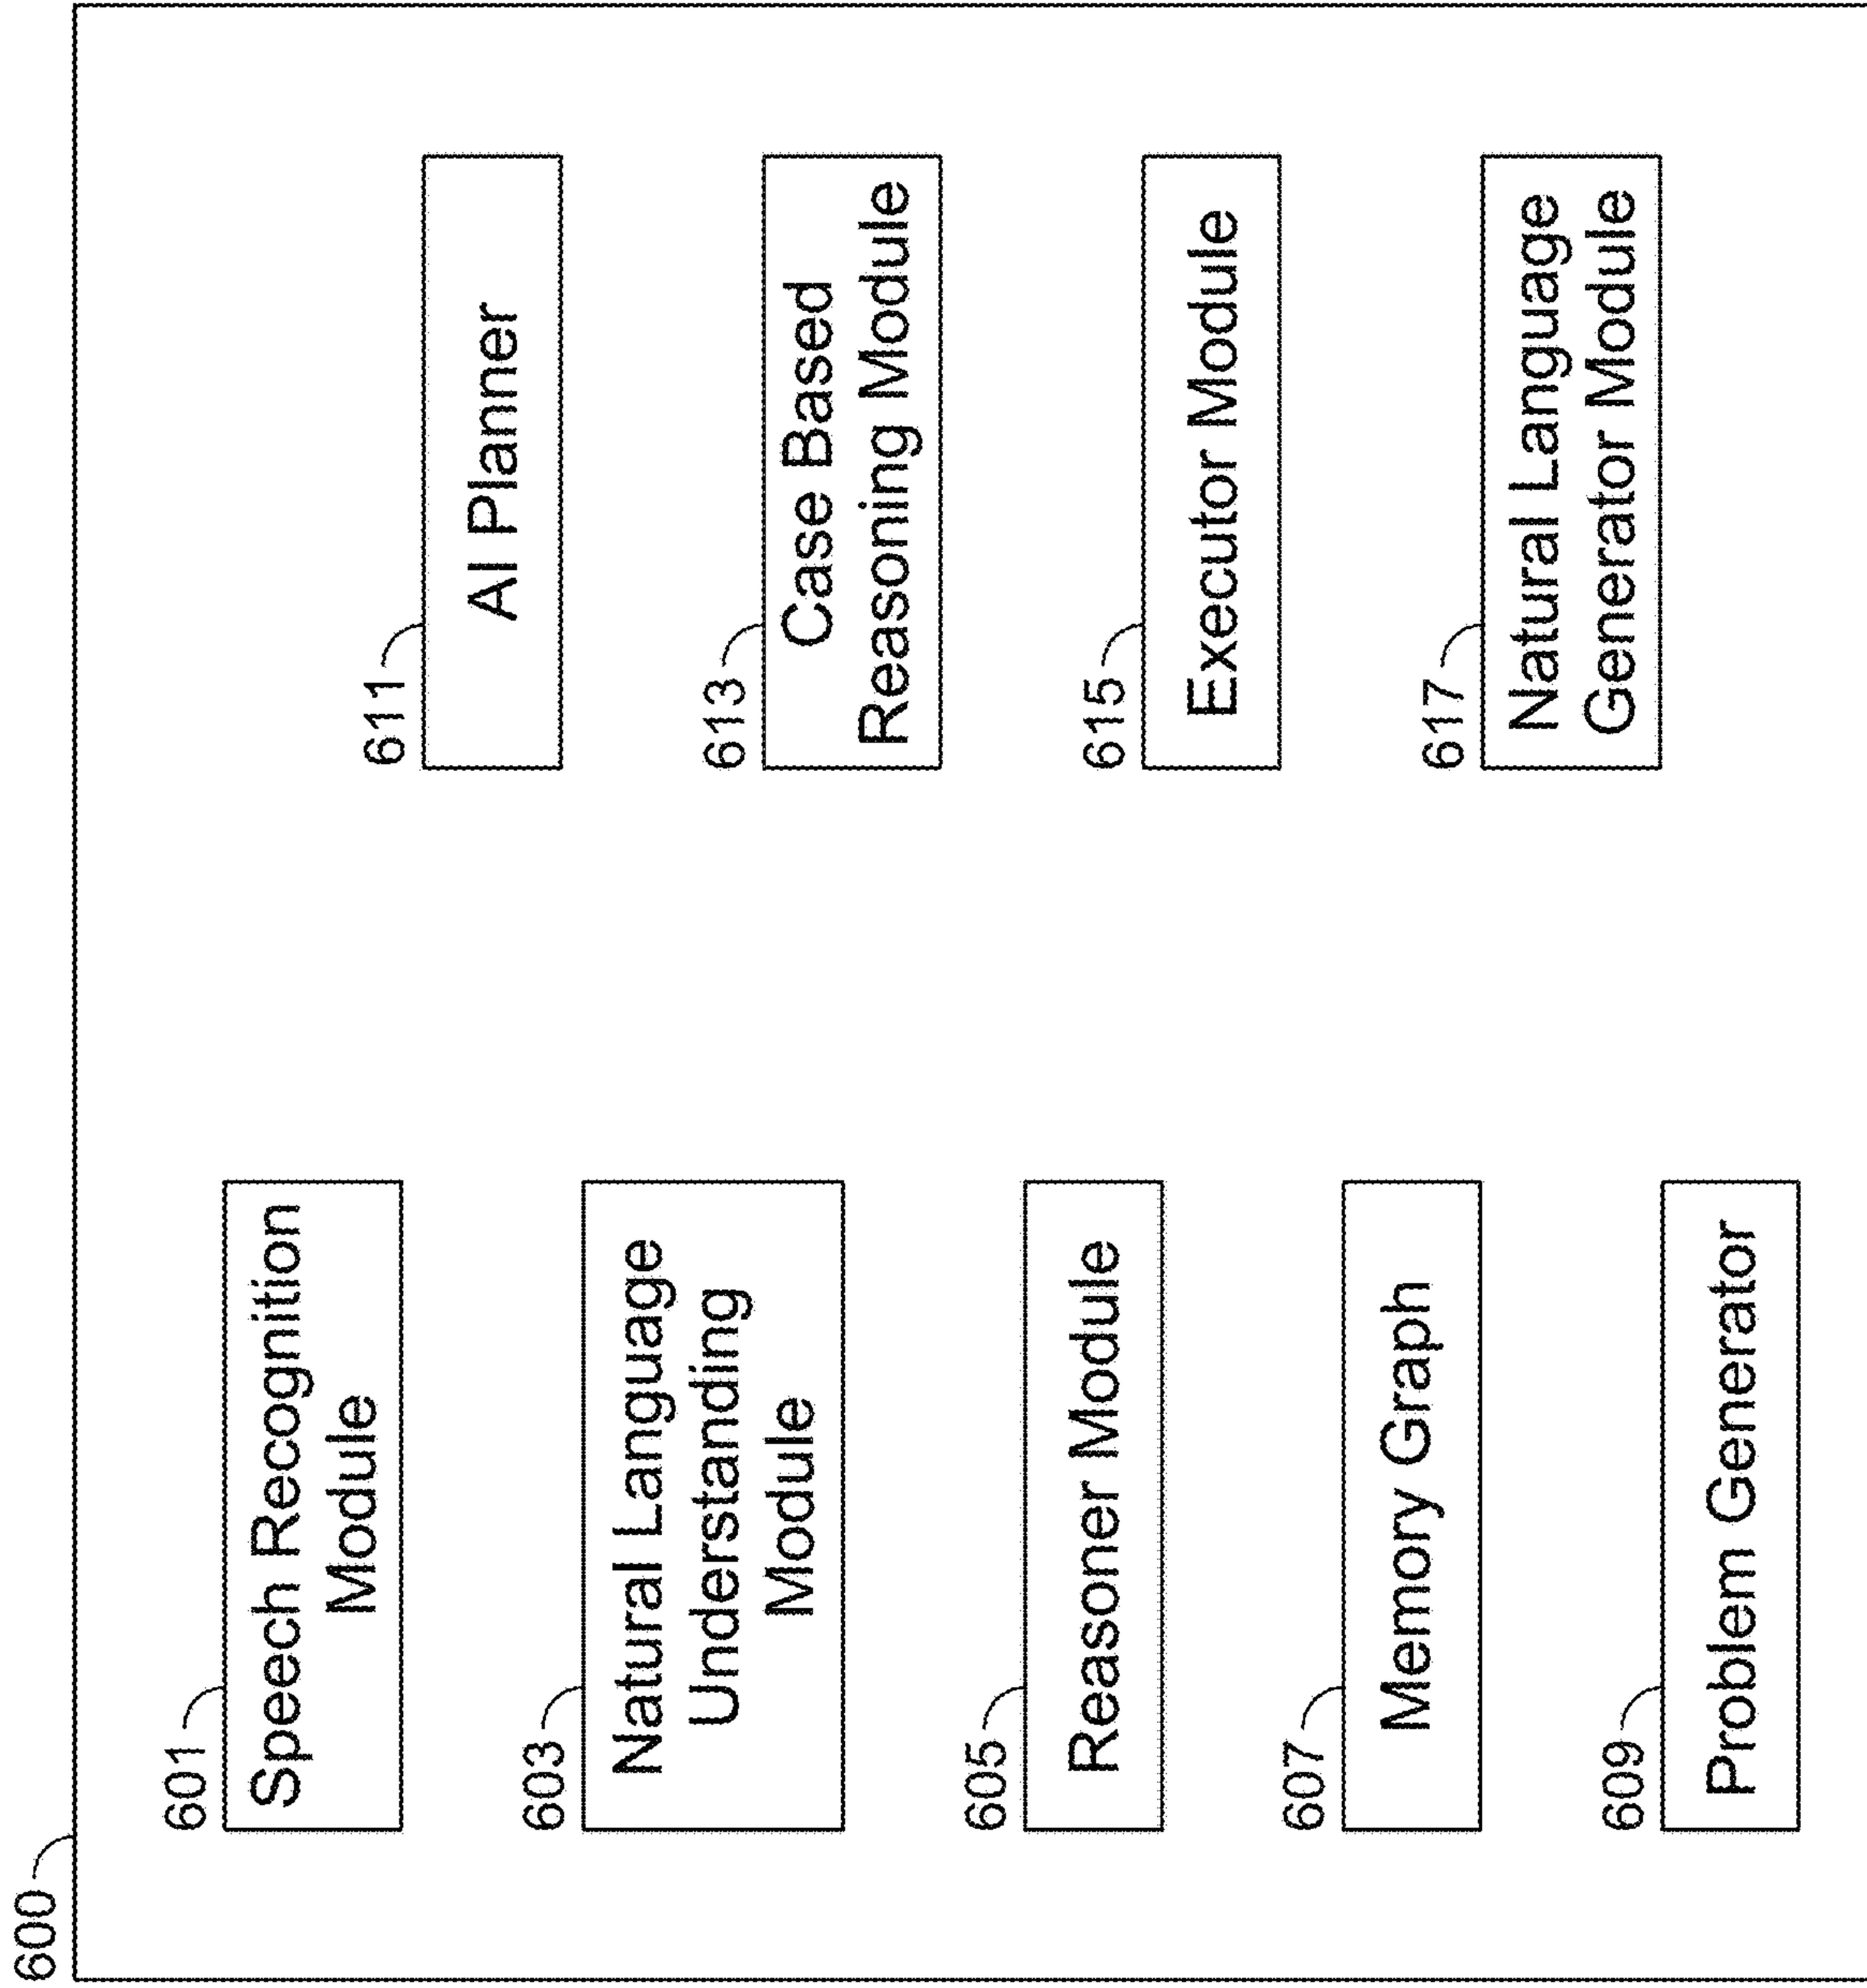 600
601
Speech Recognition
Module
603
Natural Language
Understanding
Module
605
Reasoner Module
607
Memory Graph
609
Problem Generator
611
AI Planner
613
Case Based
Reasoning Module
615
Executor Module
617
Natural Language
Generator Module